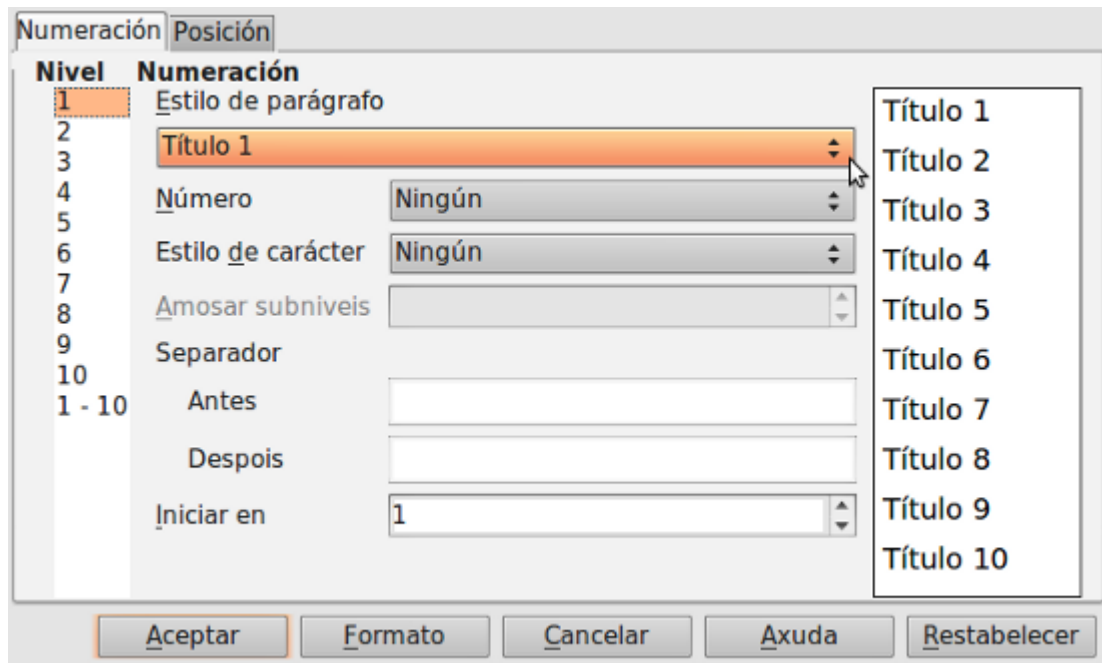 Numeración Posición
Nivel Numeración
1
2
3
4
5
6
7
8
9
10
1 - 10
Estilo de parágrafo
Título 1
Número Ningún
Estilo de carácter Ningún
Amosar subniveis
Separador
Antes
Despois
Iniciar en 1
Título 1
Título 2
Título 3
Título 4
Título 5
Título 6
Título 7
Título 8
Título 9
Título 10
Aceptar Formato Cancelar Axuda Restabelecer